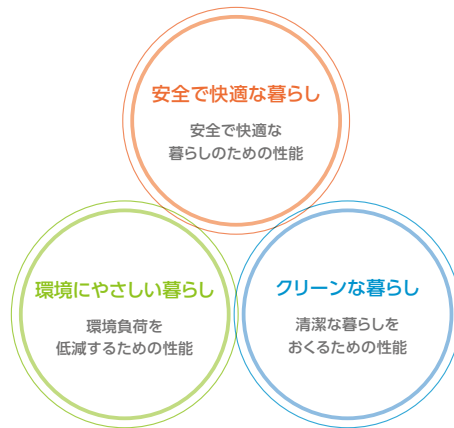 安全で快適な暮らし
安全で快適な
暮らしのための性能
環境にやさしい暮らし
環境負荷を
低減するための性能
クリーンな暮らし
清潔な暮らしを
おくるための性能